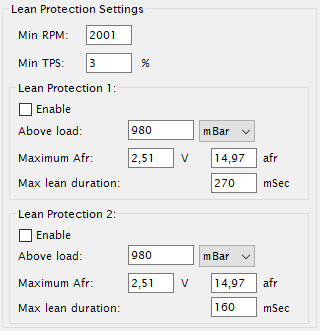 Lean Protection Settings
Min RPM: 2001
Min TPS: 3 %
Lean Protection 1:
Enable
Above load: 980 mBar
Maximum Afr: 2,51 V 14,97 afr
Max lean duration: 270 mSec
Lean Protection 2:
Enable
Above load: 980 mBar
Maximum Afr: 2,51 V 14,97 afr
Max lean duration: 160 mSec